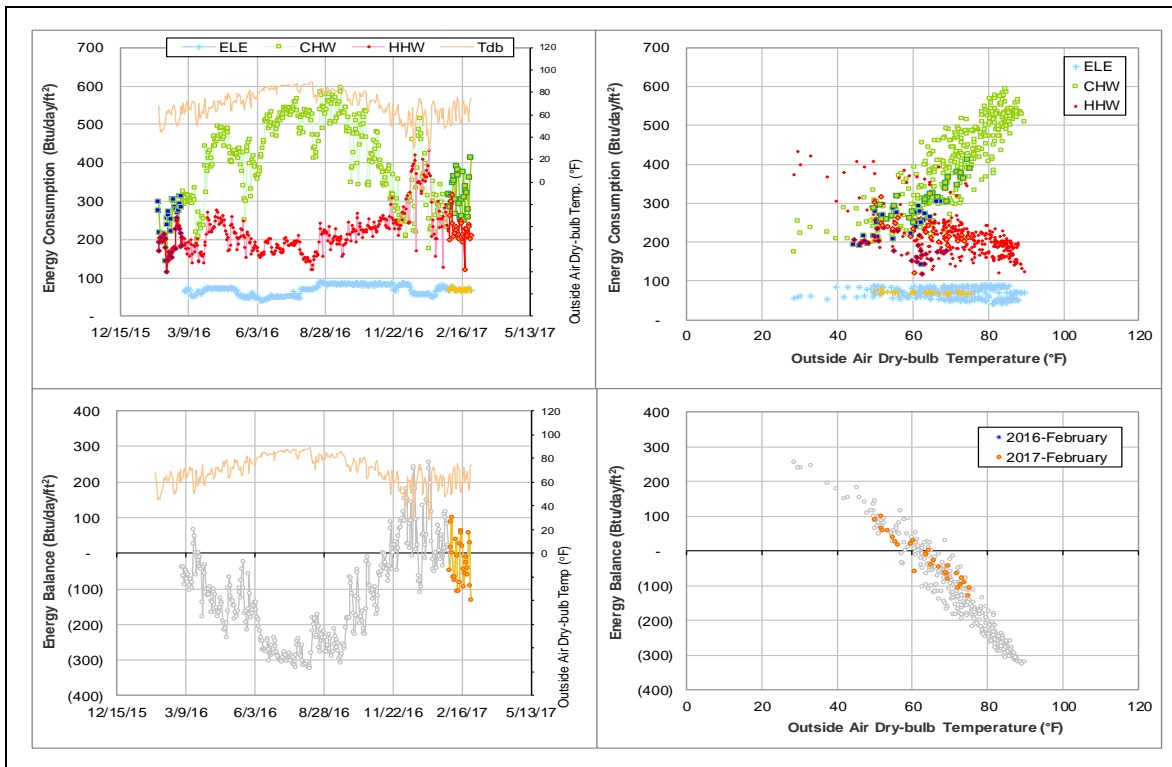 ELE CHW HHW Tdb
Energy Consumption (Btu/day/ft²)
700
600
500
400
300
200
100
-
120
100
80
60
40
20
0
Outside Air Dry-bulb Temp. (°F)
12/15/15 3/9/16 6/3/16 8/28/16 11/22/16 2/16/17 5/13/17
ELE
CHW
HHW
Energy Consumption (Btu/day/ft²)
700
600
500
400
300
200
100
-
0 20 40 60 80 100 120
Outside Air Dry-bulb Temperature (°F)
Energy Balance (Btu/day/ft²)
400
300
200
100
-
(100)
(200)
(300)
(400)
120
100
80
60
40
20
0
Outside Air Dry-bulb Temp (°F)
12/15/15 3/9/16 6/3/16 8/28/16 11/22/16 2/16/17 5/13/17
2016-February
2017-February
Energy Balance (Btu/day/ft²)
400
300
200
100
-
(100)
(200)
(300)
(400)
0 20 40 60 80 100 120
Outside Air Dry-bulb Temperature (°F)